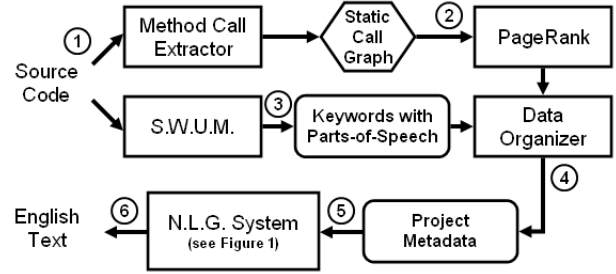 1
Source
Code
Method Call
Extractor
Static
Call
Graph
2
PageRank
S.W.U.M.
3
Keywords with
Parts-of-Speech
Data
Organizer
4
English
Text
6
N.L.G. System
(see Figure 1)
5
Project
Metadata